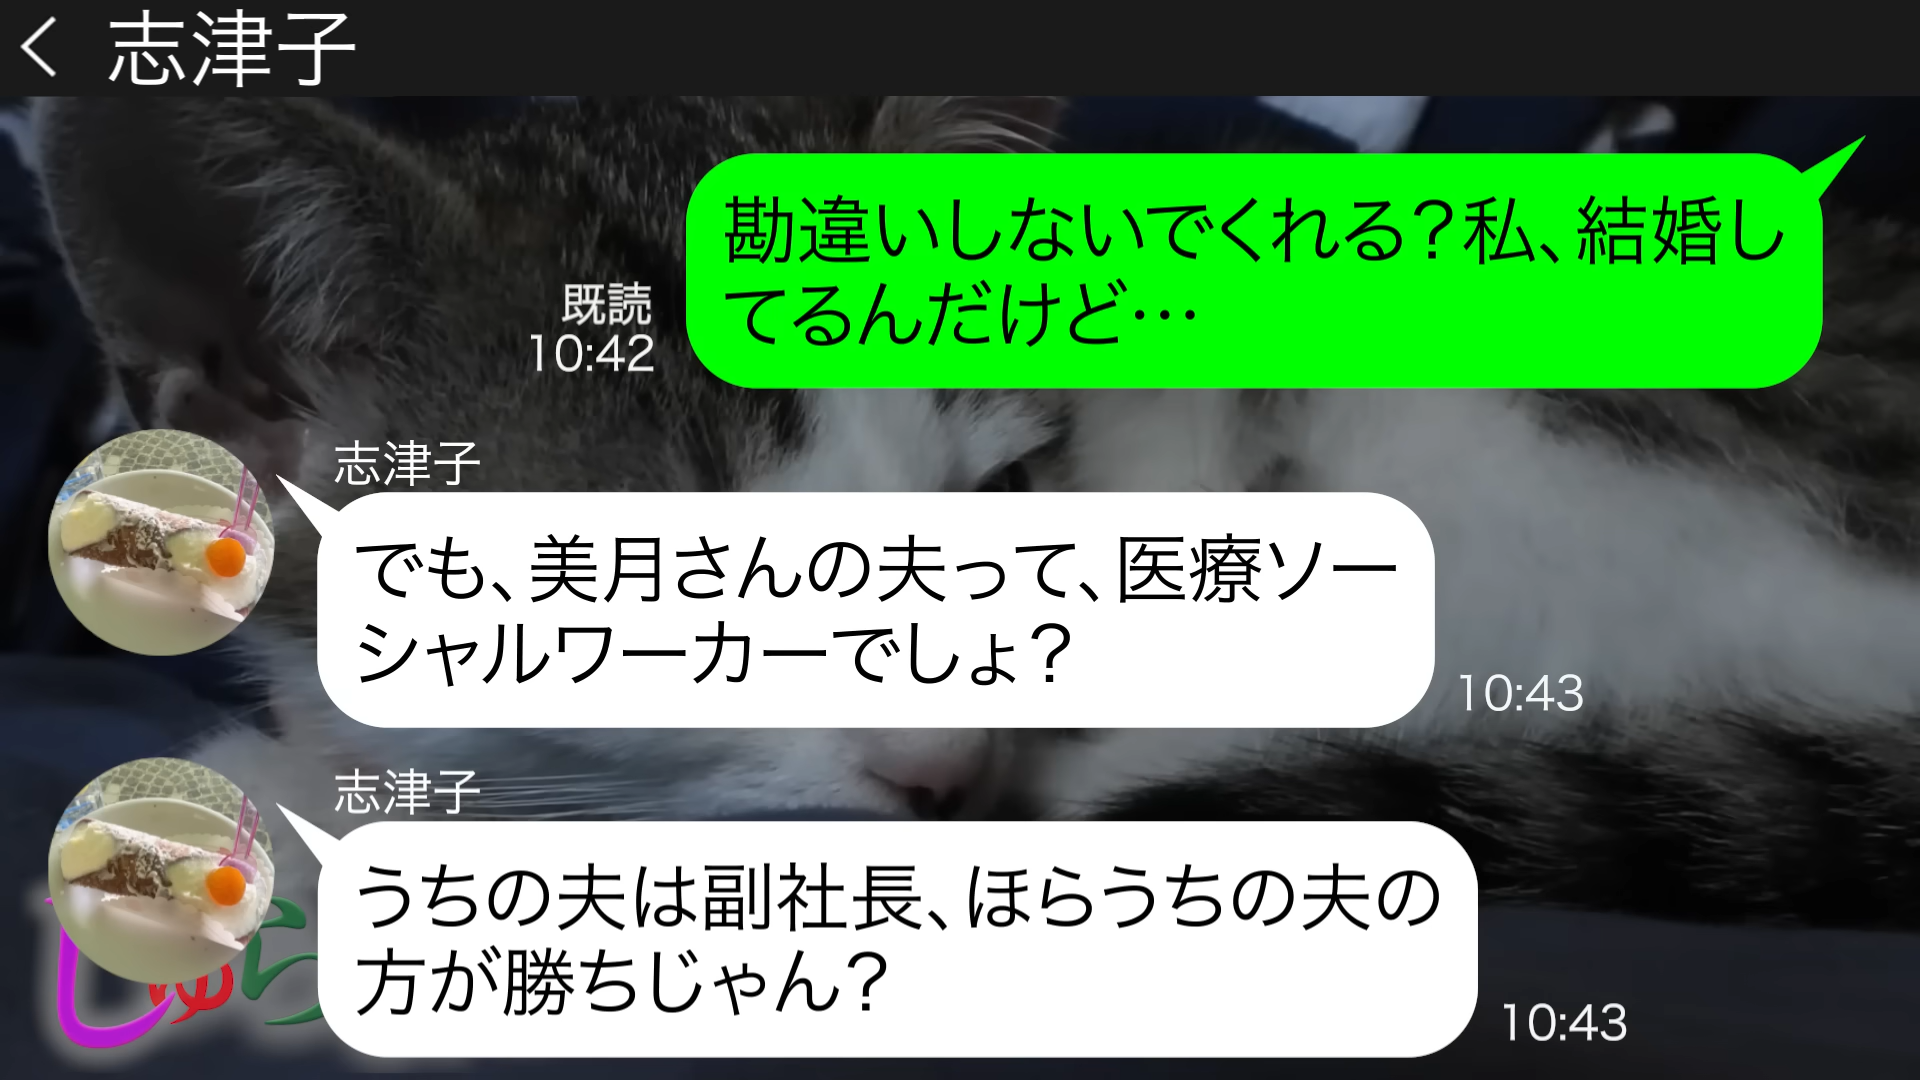 志津子
勘違いしないでくれる？私、結婚し
てるんだけど…
既読
10:42
志津子
でも、美月さんの夫って、医療ソー
シャルワーカーでしょ？
10:43
志津子
うちの夫は副社長、ほらうちの夫の
方が勝ちじゃん？
10:43
しゅら